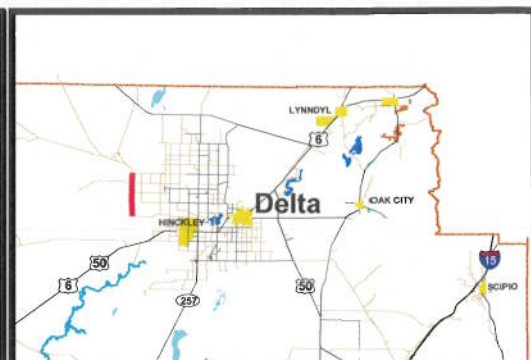 LYNNDYL
6
Delta
OAK CITY
HINCKLEY
50
6
257
50
15
SCIPIO